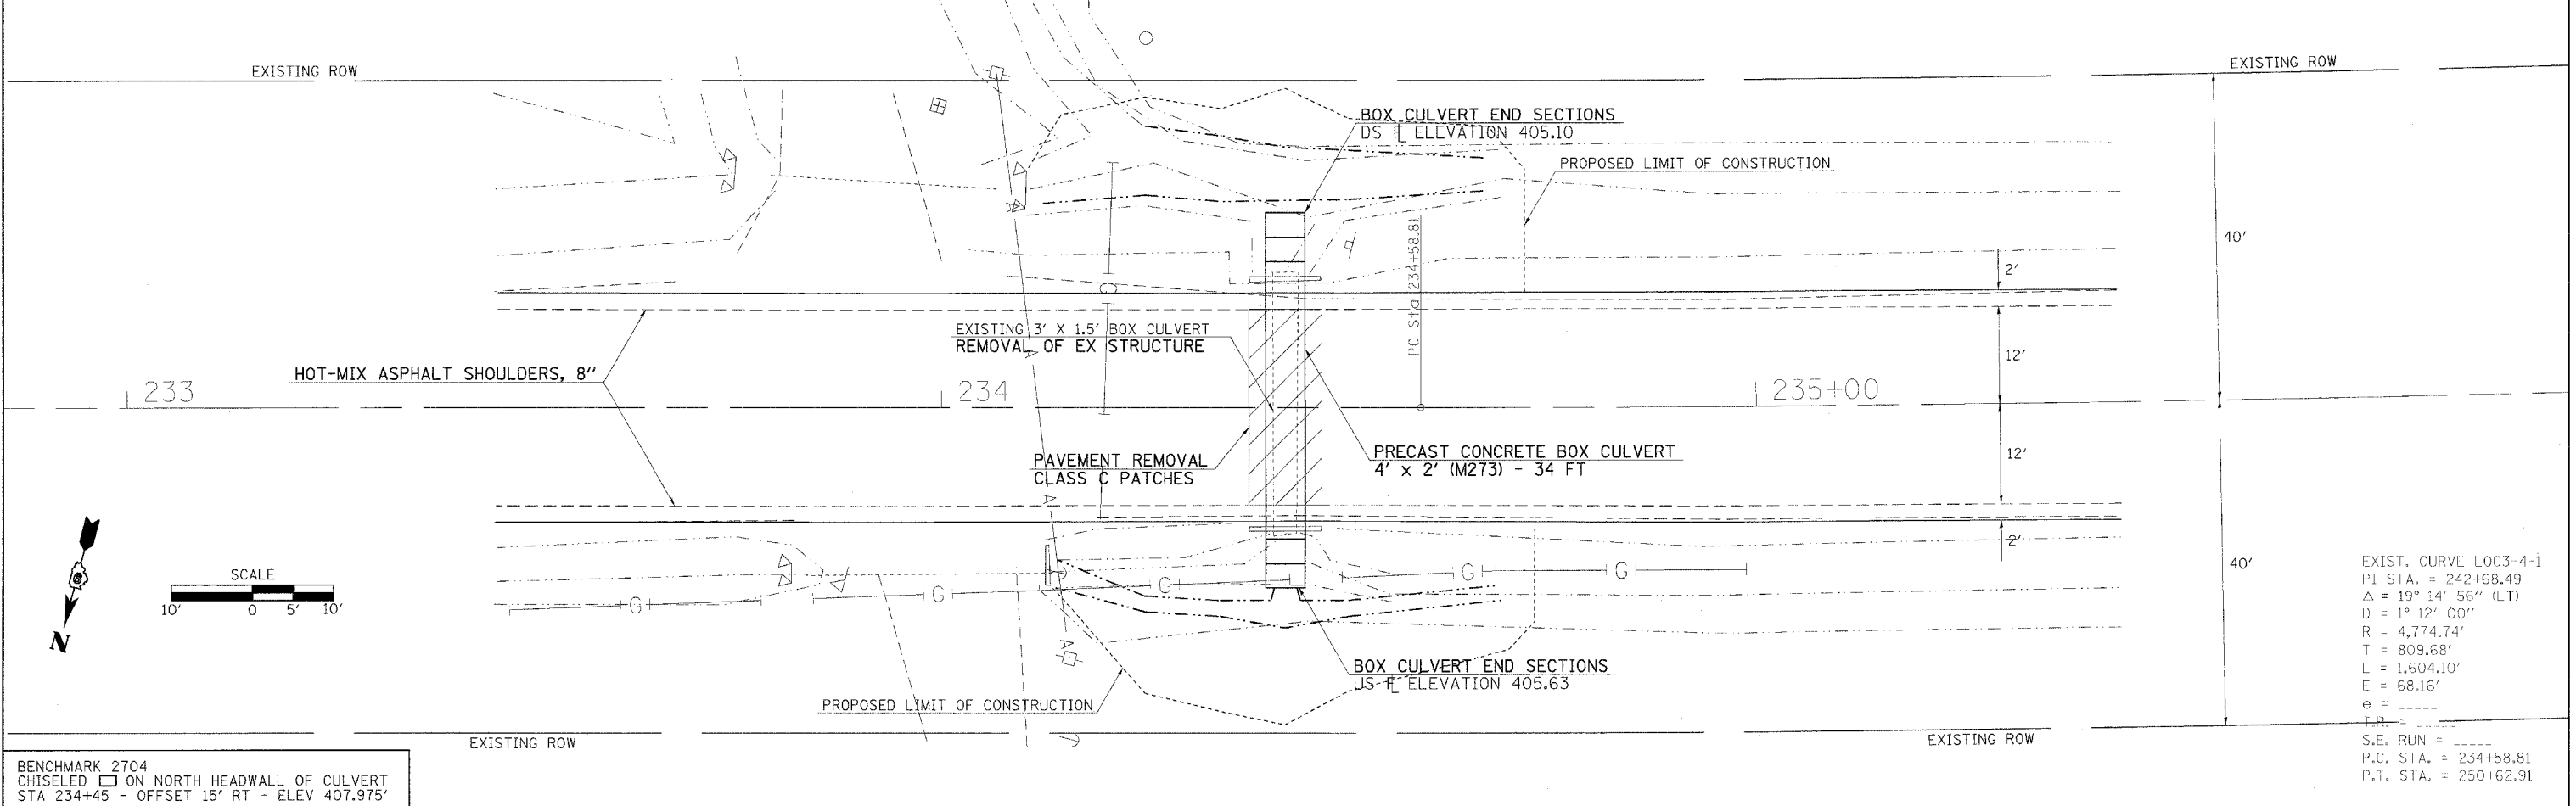 EXISTING ROW
EXISTING ROW
BOX CULVERT END SECTIONS
DS FL ELEVATION 405.10
PROPOSED LIMIT OF CONSTRUCTION
40'
2'
PC Sta 234+58.81
EXISTING 3' X 1.5' BOX CULVERT
REMOVAL OF EX STRUCTURE
12'
HOT-MIX ASPHALT SHOULDERS, 8"
233
234
235+00
PAVEMENT REMOVAL
CLASS C PATCHES
PRECAST CONCRETE BOX CULVERT
4' x 2' (M273) - 34 FT
12'
2'
40'
N
SCALE
10' 0 5' 10'
G
G
G
G
G
C
A
A
A
A
BOX CULVERT END SECTIONS
US FL ELEVATION 405.63
PROPOSED LIMIT OF CONSTRUCTION
EXISTING ROW
EXISTING ROW
EXIST. CURVE LOC3-4-1
PI STA. = 242+68.49
Δ = 19° 14' 56" (LT)
D = 1° 12' 00"
R = 4,774.74'
T = 809.68'
L = 1,604.10'
E = 68.16'
e = _____
T.R. = _____
S.E. RUN = _____
P.C. STA. = 234+58.81
P.T. STA. = 250+62.91
BENCHMARK 2704
CHISELED □ ON NORTH HEADWALL OF CULVERT
STA 234+45 - OFFSET 15' RT - ELEV 407.975'